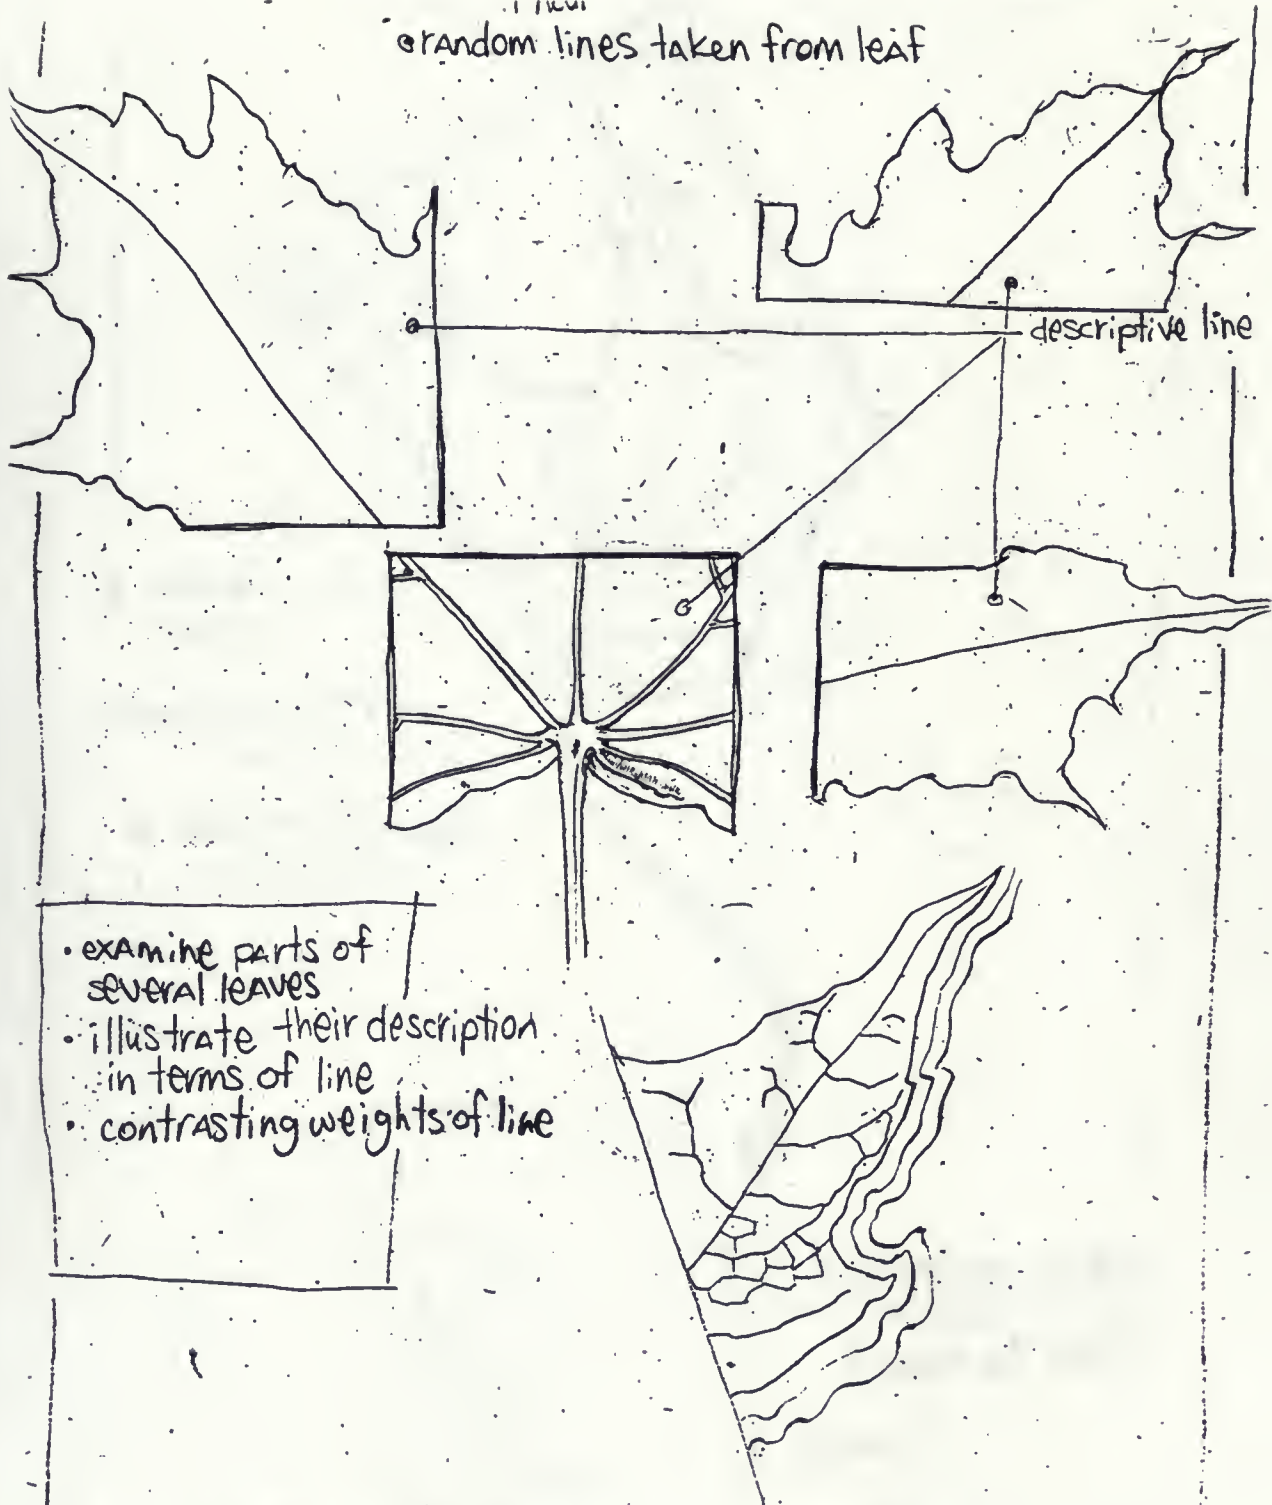 • random lines taken from leaf
descriptive line
• examine parts of
several leaves
• illustrate their description
in terms of line
• contrasting weights of line